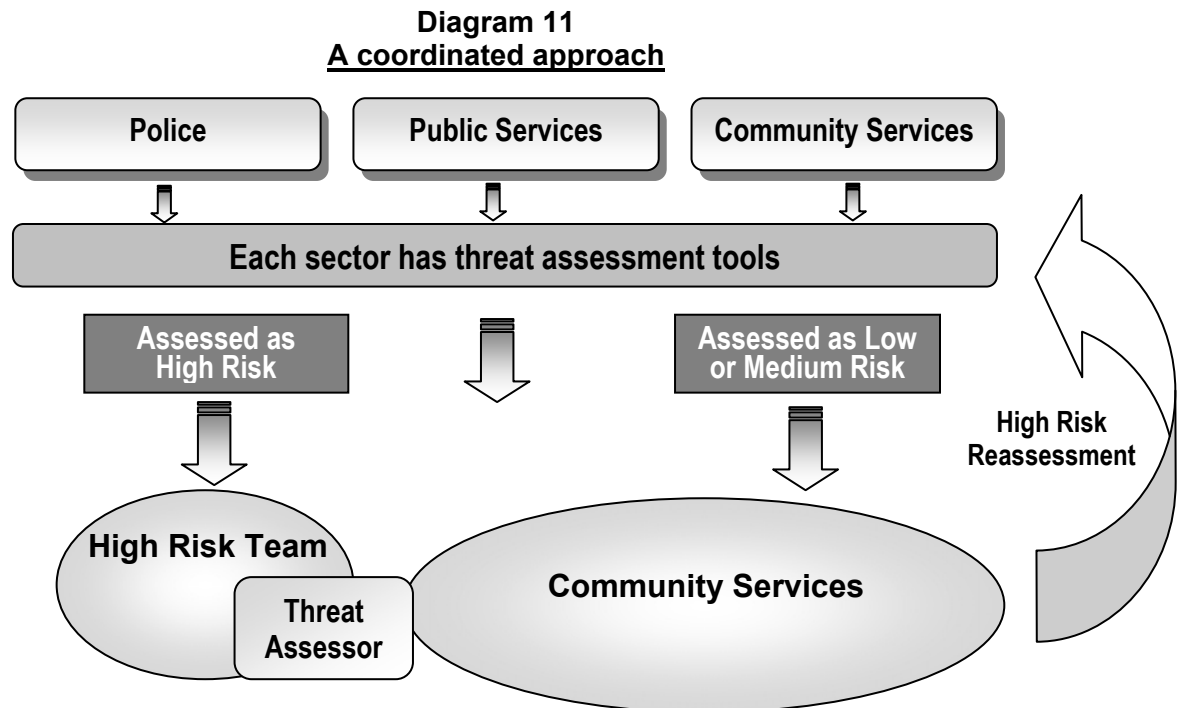 Diagram 11
A coordinated approach
Police
Public Services
Community Services
Each sector has threat assessment tools
Assessed as
High Risk
Assessed as Low
or Medium Risk
High Risk
Reassessment
High Risk Team
Community Services
Threat
Assessor